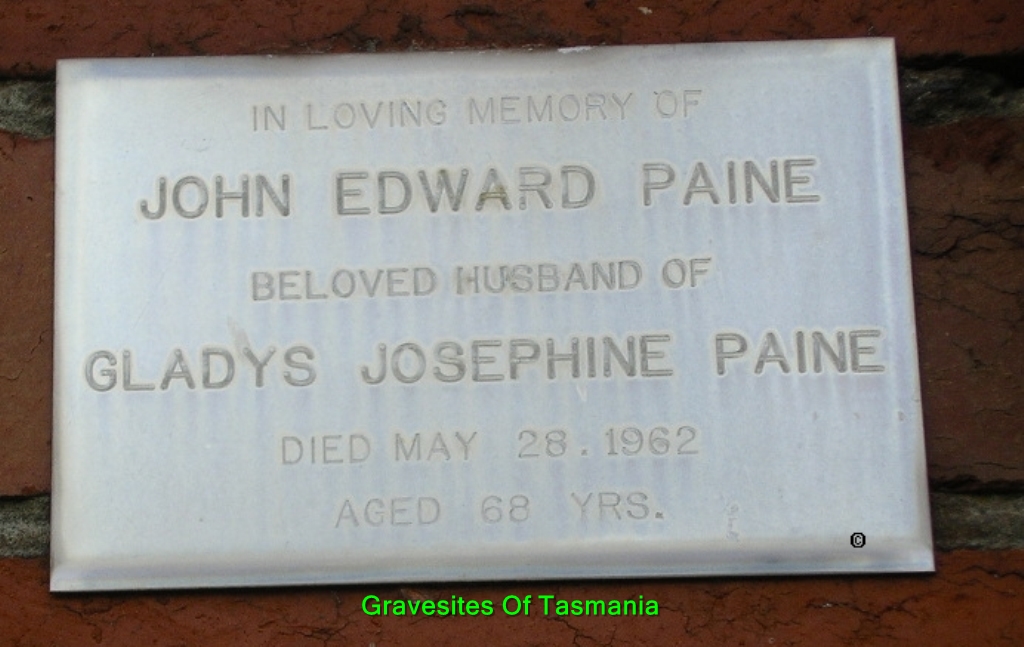 IN LOVING MEMORY OF
JOHN EDWARD PAINE
BELOVED HUSBAND OF
GLADYS JOSEPHINE PAINE
DIED MAY 28. 1962
AGED 68 YRS.
©
Gravesites Of Tasmania